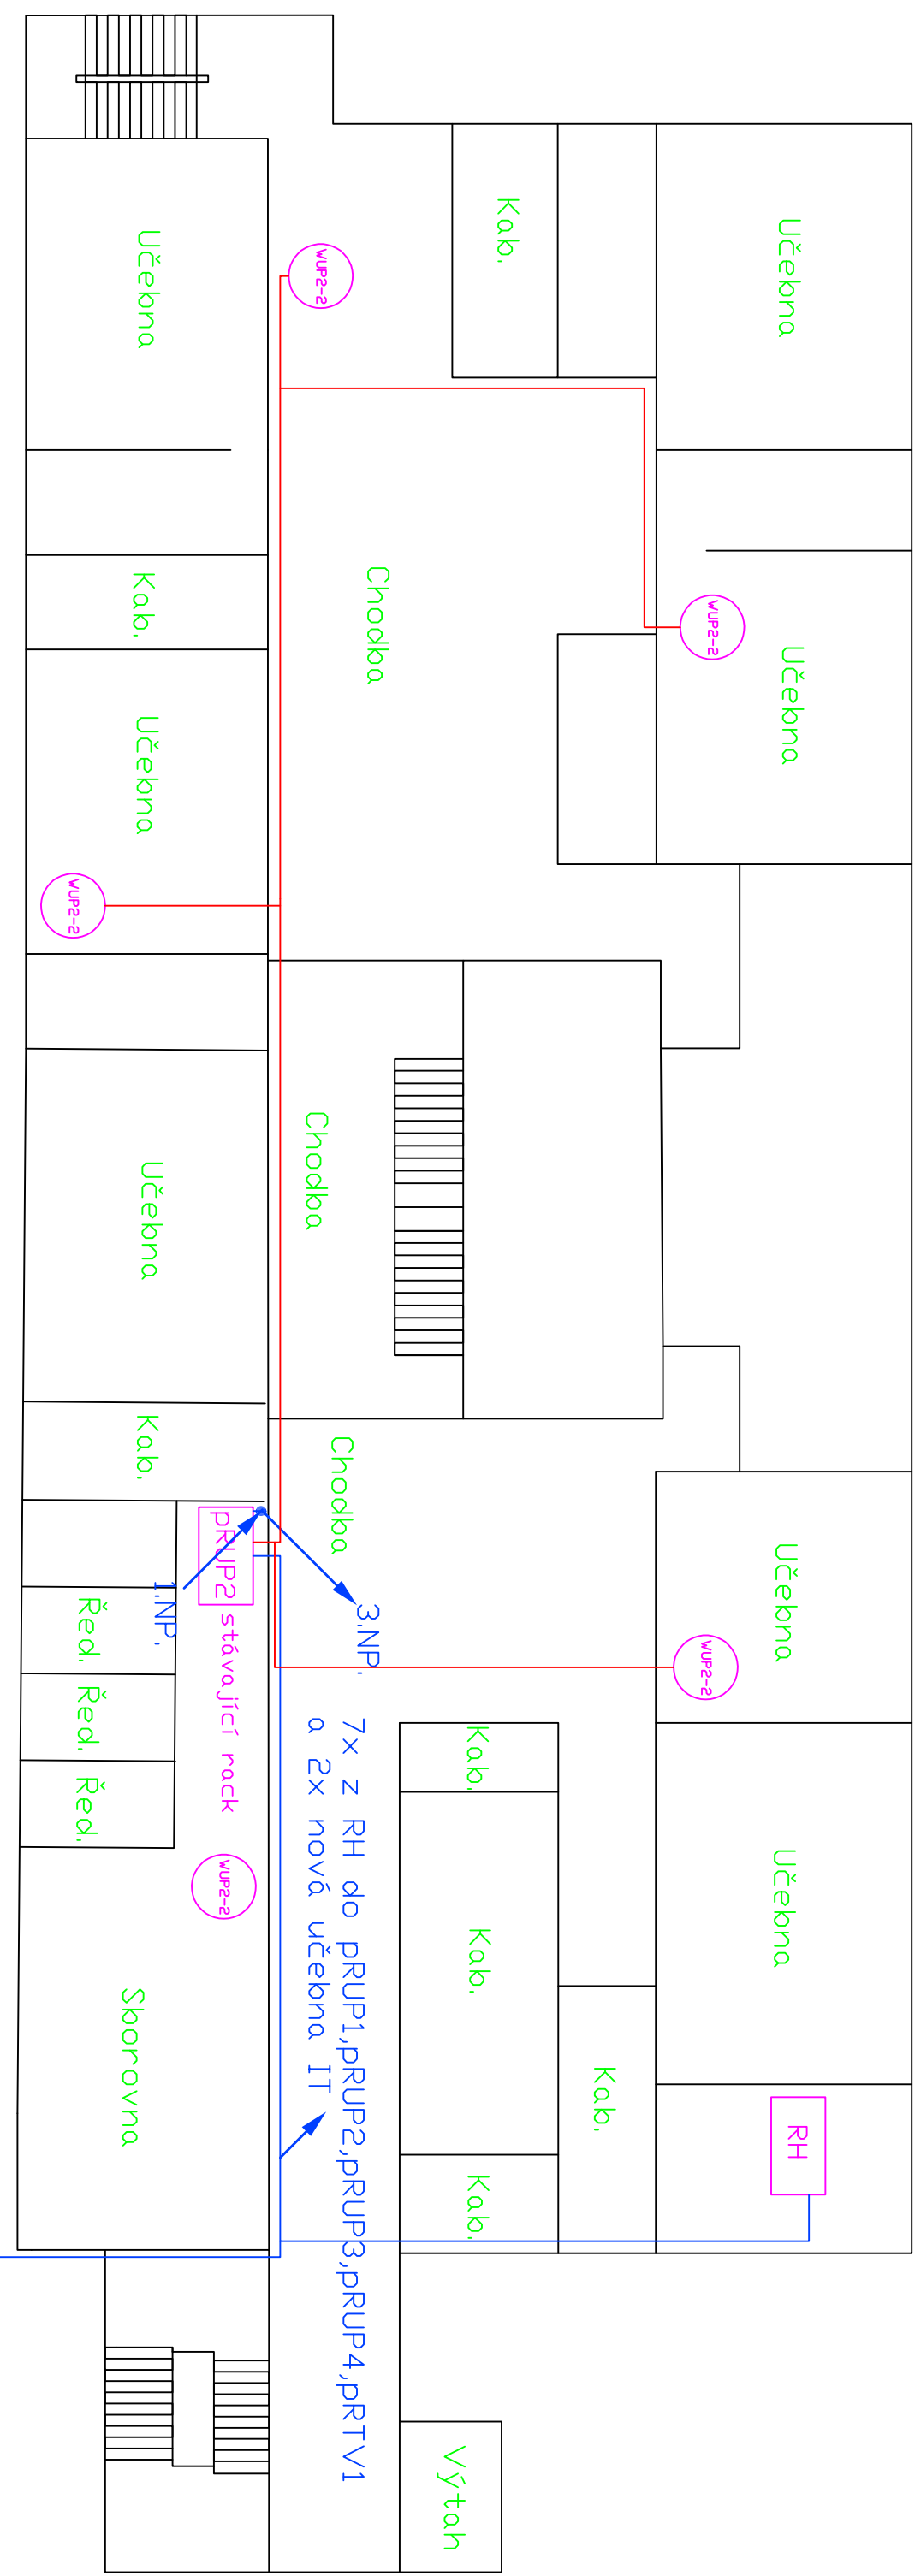 Učebna
Kab.
WUP2-2
Učebna
Učebna
WUP2-2
Chodba
Kab.
Učebna
WUP2-2
Chodba
Učebna
Učebna
WUP2-2
Chodba
Kab.
3.NP.
1.NP.
pRUP2 stávající rack
Řed.
Řed.
Řed.
WUP2-2
Sborovna
Učebna
Kab.
Kab.
Kab.
Kab.
RH
7x z RH do pRUP1,pRUP2,pRUP3,pRUP4,pRTV1
a 2x nová učebna IT
Výtah